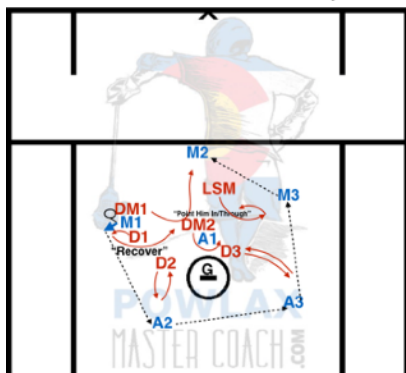 M2
LSM
M3
DM1
"Point Him In/Through"
M1
DM2
D1
A1
"Recover"
D3
D2
G
POWLAX
A3
A2
MASTER COACH .COM